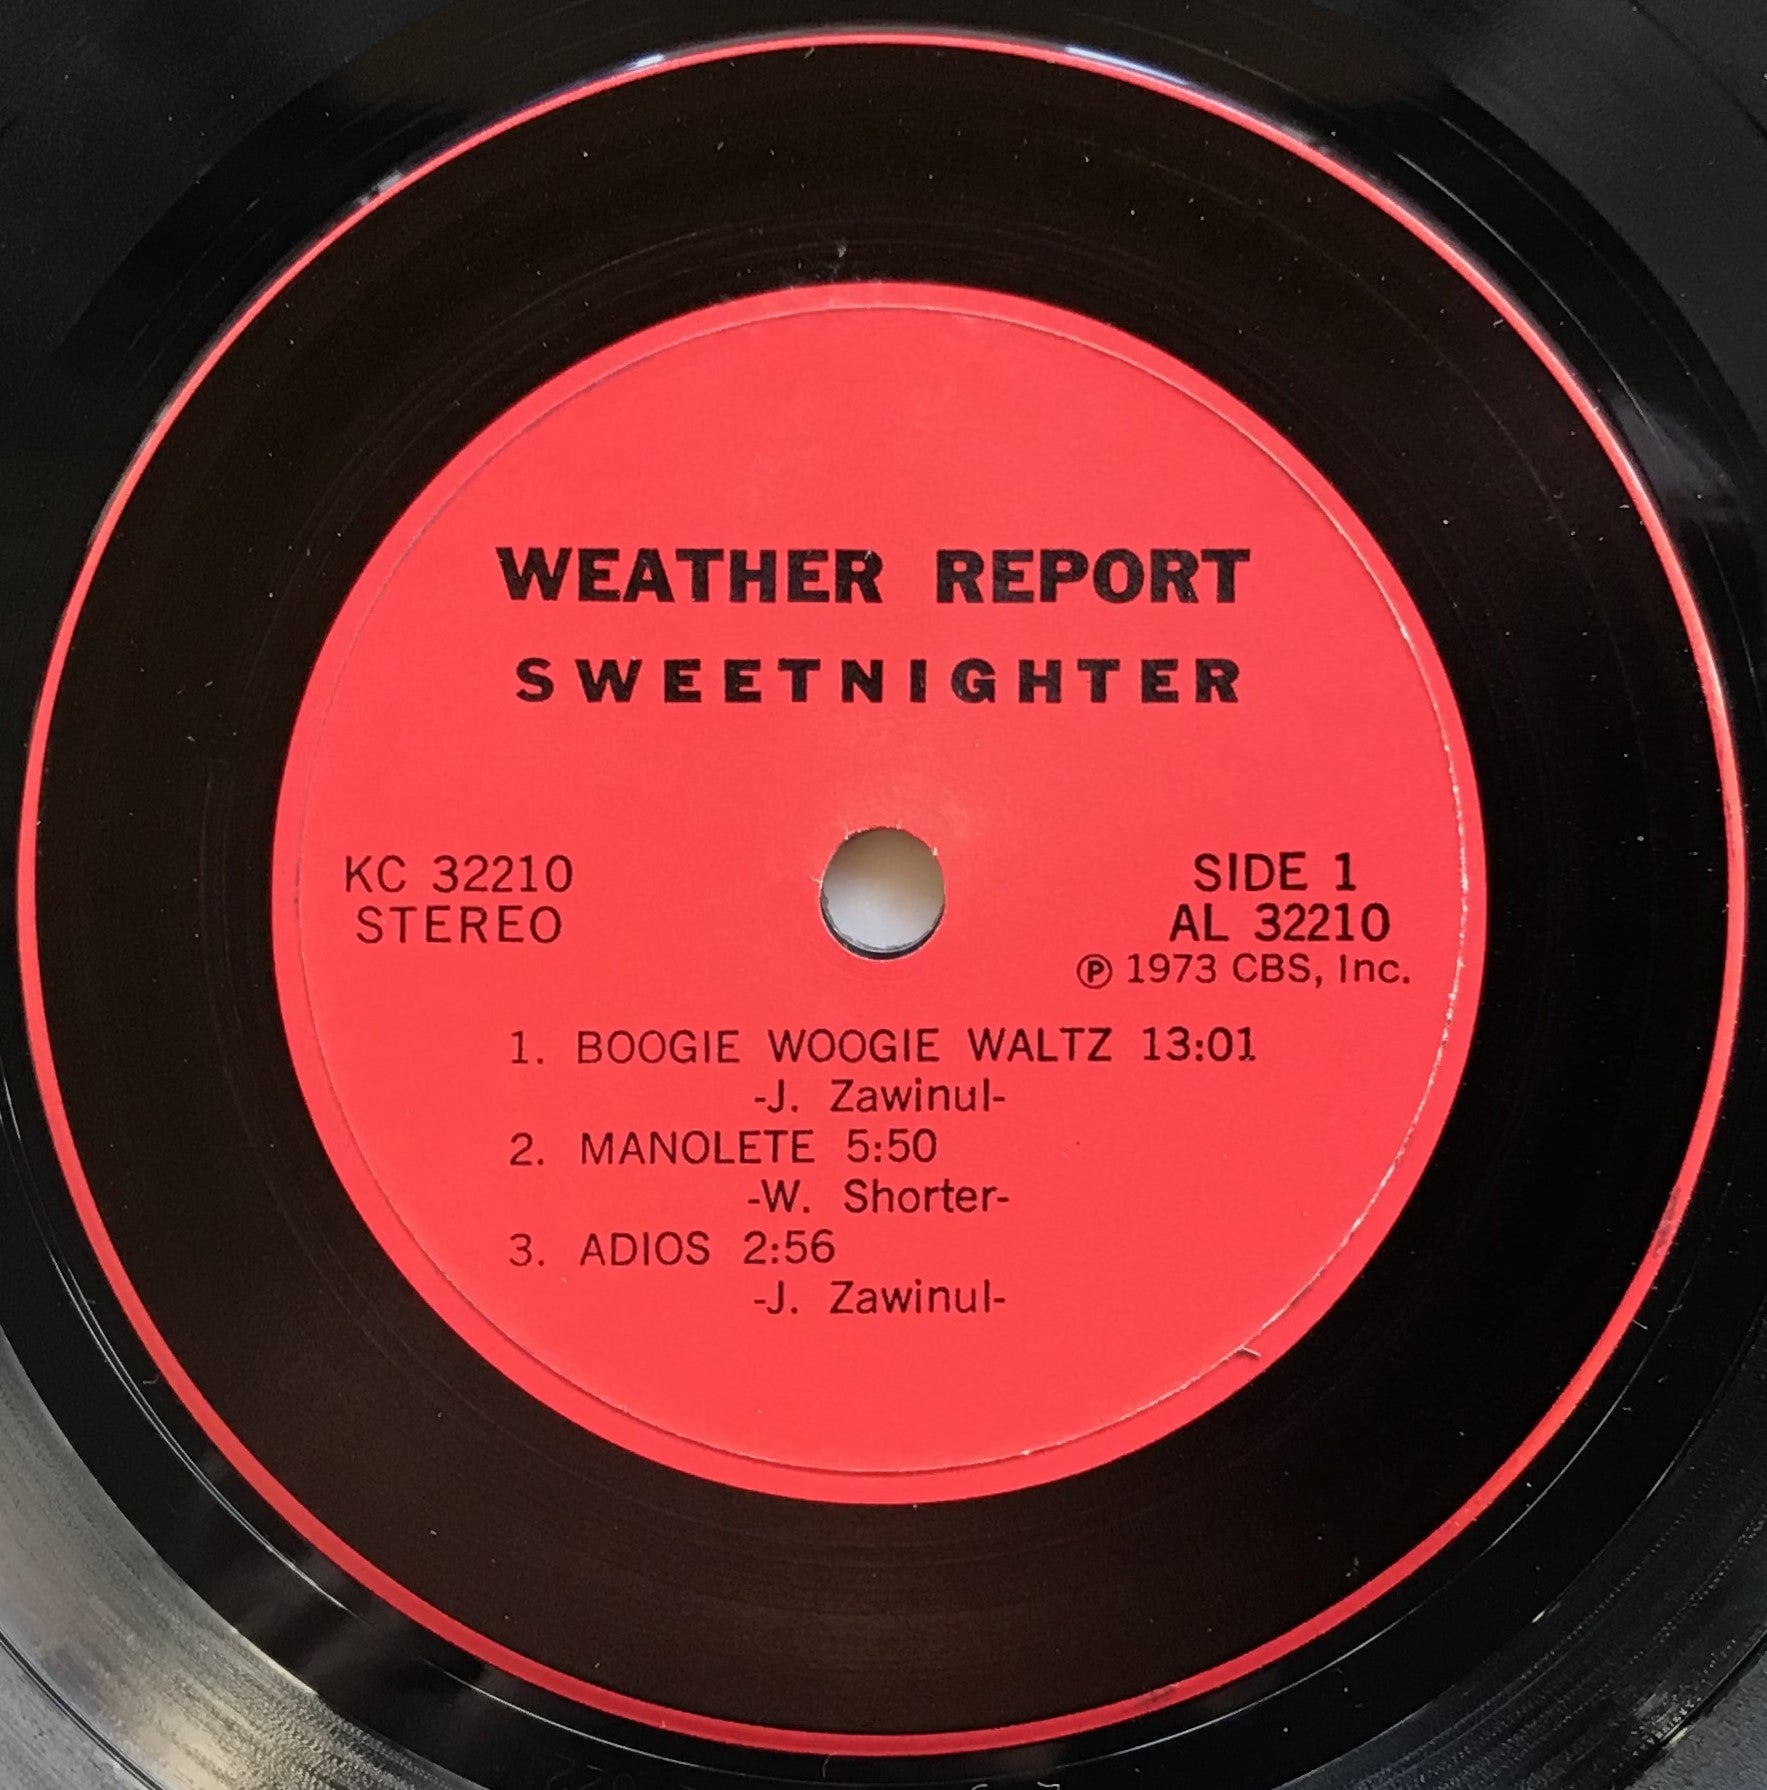 WEATHER REPORT
SWEETNIGHTER
KC 32210
STEREO
SIDE 1
AL 32210
Ⓟ 1973 CBS, Inc.
1. BOOGIE WOOGIE WALTZ 13:01
-J. Zawinul-
2. MANOLETE 5:50
-W. Shorter-
3. ADIOS 2:56
-J. Zawinul-